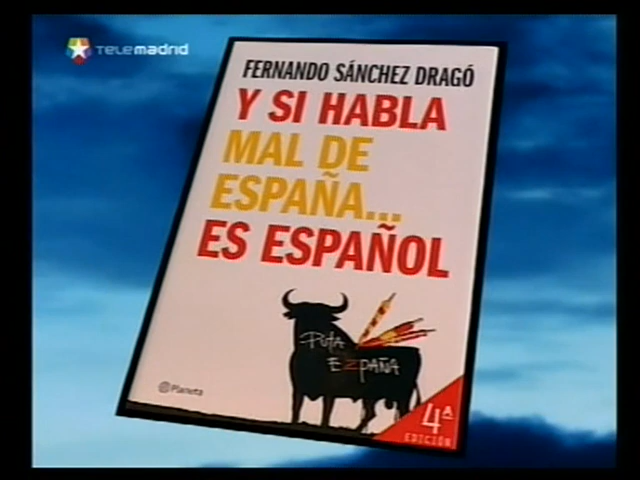 TELEMADRID
FERNANDO SÁNCHEZ DRAGÓ
Y SI HABLA
MAL DE
ESPAÑA...
ES ESPAÑOL
Puta
EZpaña
Planeta
4ª
EDICIÓN